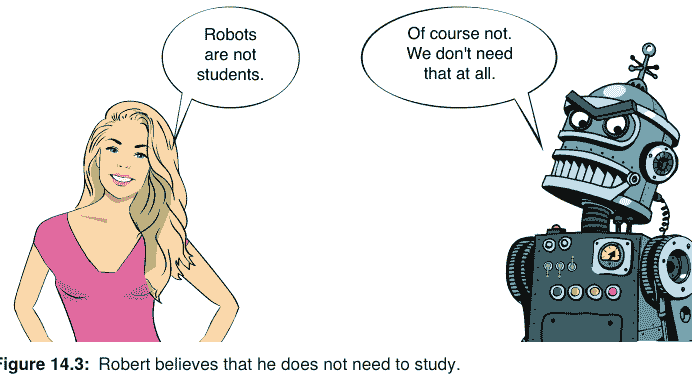 Robots
are not
students.
Of course not.
We don't need
that at all.
Figure 14.3: Robert believes that he does not need to study.